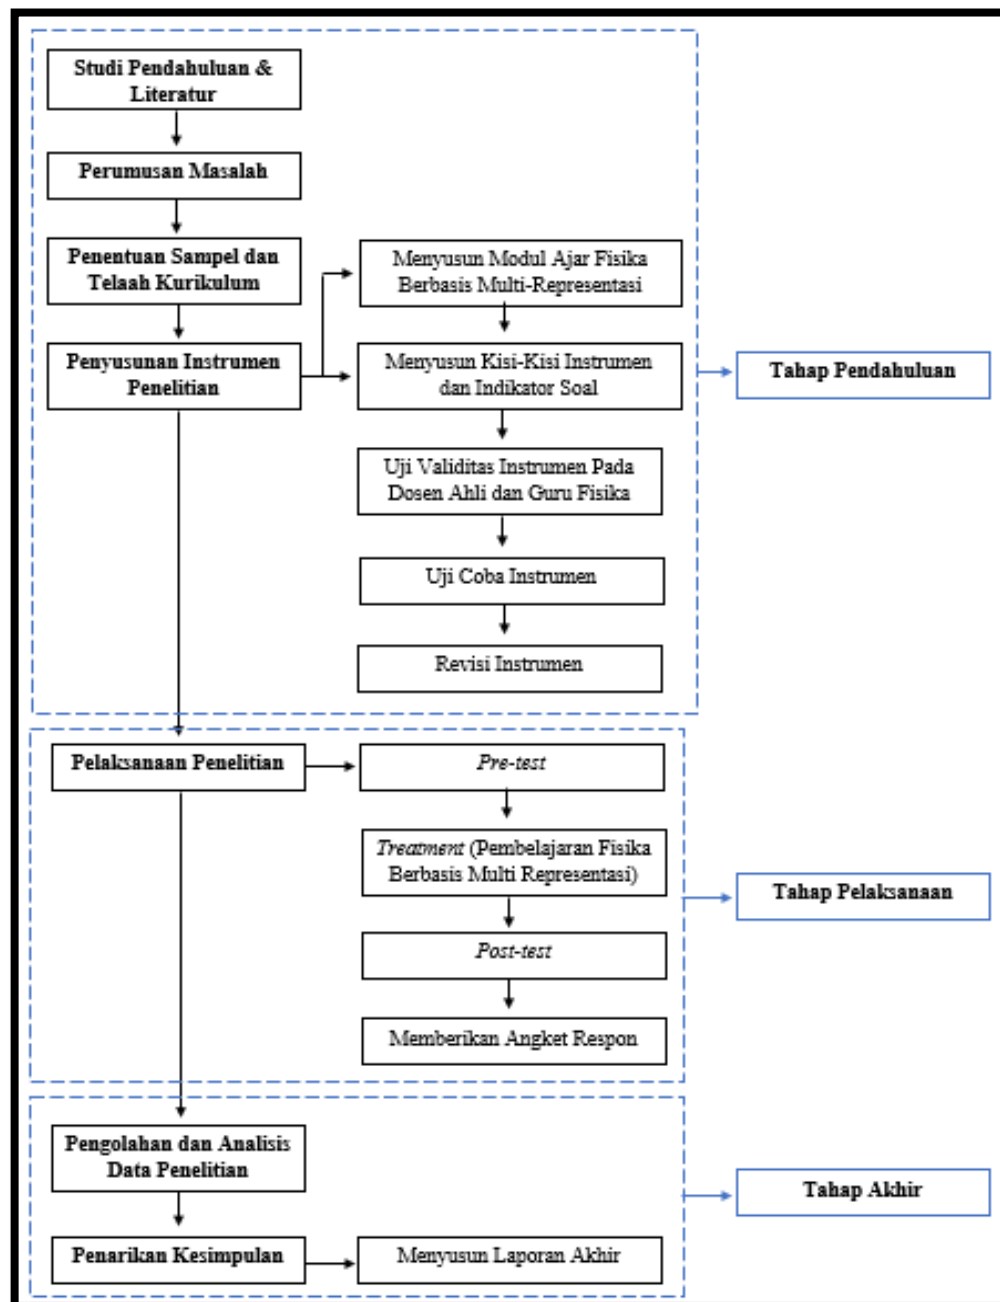 Studi Pendahuluan &
Literatur
Perumusan Masalah
Penentuan Sampel dan
Telaah Kurikulum
Penyusunan Instrumen
Penelitian
Menyusun Modul Ajar Fisika
Berbasis Multi-Representasi
Menyusun Kisi-Kisi Instrumen
dan Indikator Soal
Uji Validitas Instrumen Pada
Dosen Ahli dan Guru Fisika
Uji Coba Instrumen
Revisi Instrumen
Tahap Pendahuluan
Pelaksanaan Penelitian
Pre-test
Treatment (Pembelajaran Fisika
Berbasis Multi Representasi)
Post-test
Memberikan Angket Respon
Tahap Pelaksanaan
Pengolahan dan Analisis
Data Penelitian
Penarikan Kesimpulan
Menyusun Laporan Akhir
Tahap Akhir